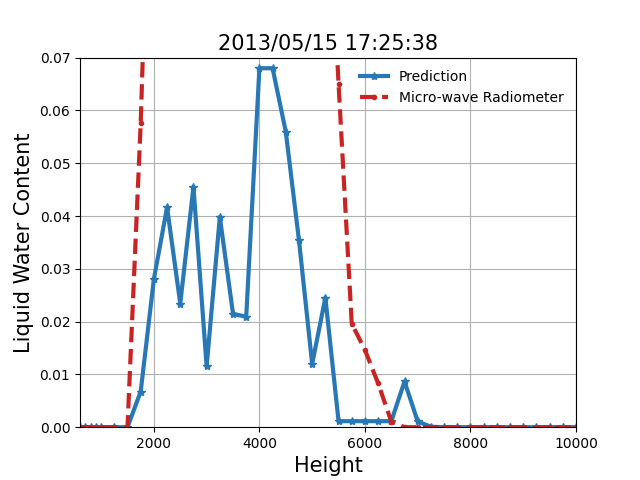 2013/05/15 17:25:38
Prediction
Micro-wave Radiometer
Liquid Water Content
0.07
0.06
0.05
0.04
0.03
0.02
0.01
0.00
2000 4000 6000 8000 10000
Height